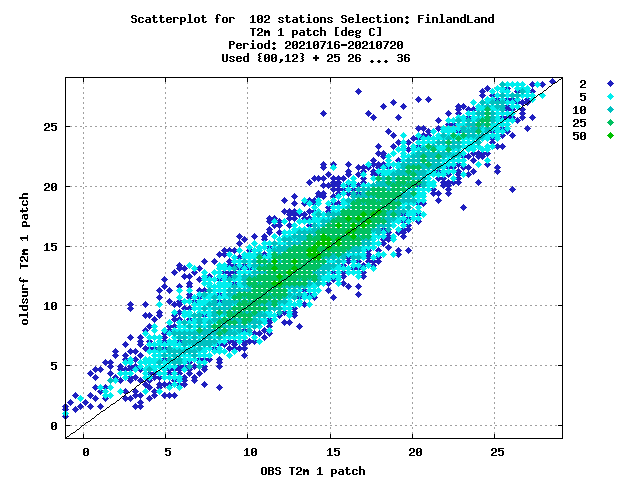 Scatterplot for 102 stations Selection: FinlandLand
T2m 1 patch [deg C]
Period: 20210716-20210720
Used {00,12} + 25 26 ... 36
2
5
10
25
50
25
20
15
10
5
0
oldsurf T2m 1 patch
0 5 10 15 20 25
OBS T2m 1 patch